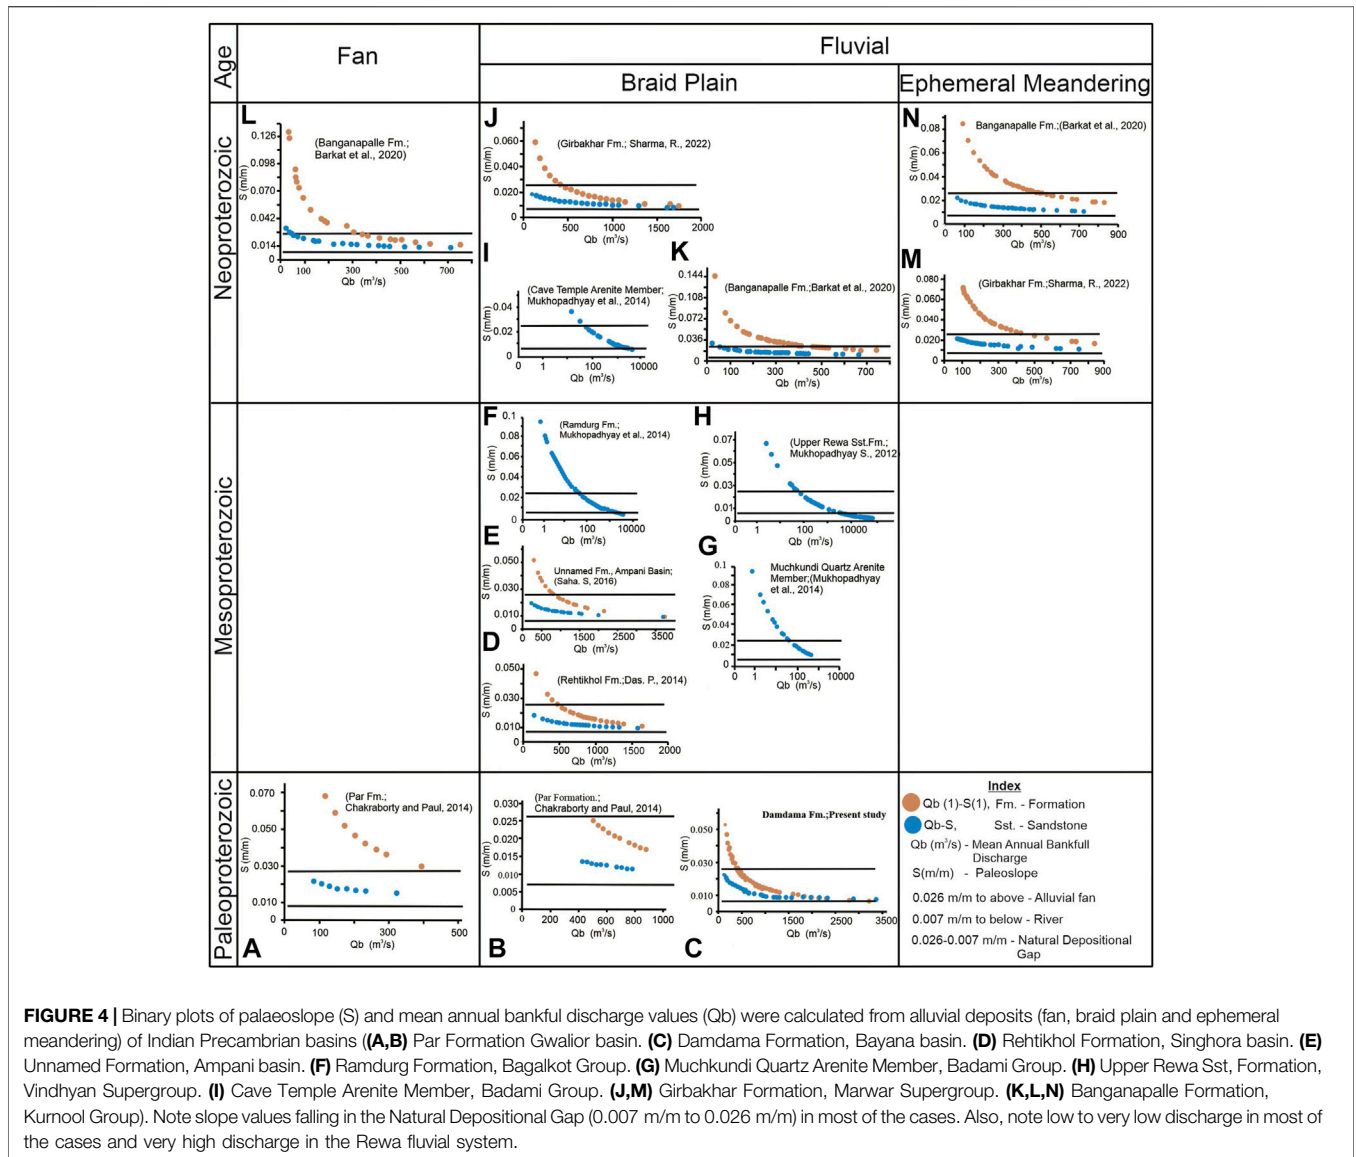 Age
Fan
Fluvial
Braid Plain
Ephemeral Meandering
Neoproterozoic
L
0.126
0.098
0.070
0.042
0.014
0
S (m/m)
(Banganapalle Fm.;
Barkat et al., 2020)
0 100 300 500 700
Qb (m³/s)
J
0.060
0.040
0.020
0
S (m/m)
(Girbakhar Fm.; Sharma, R., 2022)
0 500 1000 1500 2000
Qb (m³/s)
I
(Cave Temple Arenite Member;
Mukhopadhyay et al., 2014)
0.04
0.02
0
S (m/m)
0 1 100 10000
Qb (m³/s)
K
0.144
0.108
0.072
0.036
0
S (m/m)
(Banganapalle Fm.;Barkat et al., 2020)
0 100 300 500 700
Qb (m³/s)
N
0.08
0.06
0.04
0.02
0
S (m/m)
Banganapalle Fm.;(Barkat et al., 2020)
0 100 300 500 700 900
Qb (m³/s)
M
0.080
0.060
0.040
0.020
0
S (m/m)
(Girbakhar Fm.;Sharma, R., 2022)
0 100 300 500 700 900
Qb (m³/s)
Mesoproterozoic
F
0.1
0.08
0.06
0.04
0.02
0
S (m/m)
(Ramdurg Fm.;
Mukhopadhyay et al., 2014)
0 1 100 10000
Qb (m³/s)
H
0.07
0.05
0.03
0.01
0
S (m/m)
(Upper Rewa Sst.Fm.;
Mukhopadhyay S., 2012)
0 1 100 10000
Qb (m³/s)
E
0.050
0.030
0.010
0
S (m/m)
Unnamed Fm., Ampani Basin;
(Saha. S, 2016)
0 500 1500 2500 3500
Qb (m³/s)
G
0.1
0.08
0.06
0.04
0.02
0
S (m/m)
Muchkundi Quartz Arenite
Member;(Mukhopadhyay
et al., 2014)
0 1 100 10000
Qb (m³/s)
D
0.050
0.030
0.010
0
S (m/m)
(Rehtikhol Fm.;Das. P., 2014)
0 500 1000 1500 2000
Qb (m³/s)
Paleoproterozoic
0.070
0.050
0.030
0.010
0
S (m/m)
(Par Fm.;
Chakraborty and Paul, 2014)
0 100 300 500
Qb (m³/s)
A
0.030
0.020
0.015
0.010
0.005
0
S (m/m)
(Par Formation.;
Chakraborty and Paul, 2014)
0 200 400 600 800 1000
Qb (m³/s)
B
0.050
0.030
0.010
0
S (m/m)
Damdama Fm.;Present study
0 500 1500 2500 3500
Qb (m³/s)
C
Index
Qb (1)-S(1), Fm. - Formation
Qb-S, Sst. - Sandstone
Qb (m³/s) - Mean Annual Bankfull
Discharge
S(m/m) - Paleoslope
0.026 m/m to above - Alluvial fan
0.007 m/m to below - River
0.026-0.007 m/m - Natural Depositional
Gap
FIGURE 4 | Binary plots of palaeoslope (S) and mean annual bankful discharge values (Qb) were calculated from alluvial deposits (fan, braid plain and ephemeral
meandering) of Indian Precambrian basins ((A,B) Par Formation Gwalior basin. (C) Damdama Formation, Bayana basin. (D) Rehtikhol Formation, Singhora basin. (E)
Unnamed Formation, Ampani basin. (F) Ramdurg Formation, Bagalkot Group. (G) Muchkundi Quartz Arenite Member, Badami Group. (H) Upper Rewa Sst, Formation,
Vindhyan Supergroup. (I) Cave Temple Arenite Member, Badami Group. (J,M) Girbakhar Formation, Marwar Supergroup. (K,L,N) Banganapalle Formation,
Kurnool Group). Note slope values falling in the Natural Depositional Gap (0.007 m/m to 0.026 m/m) in most of the cases. Also, note low to very low discharge in most of
the cases and very high discharge in the Rewa fluvial system.